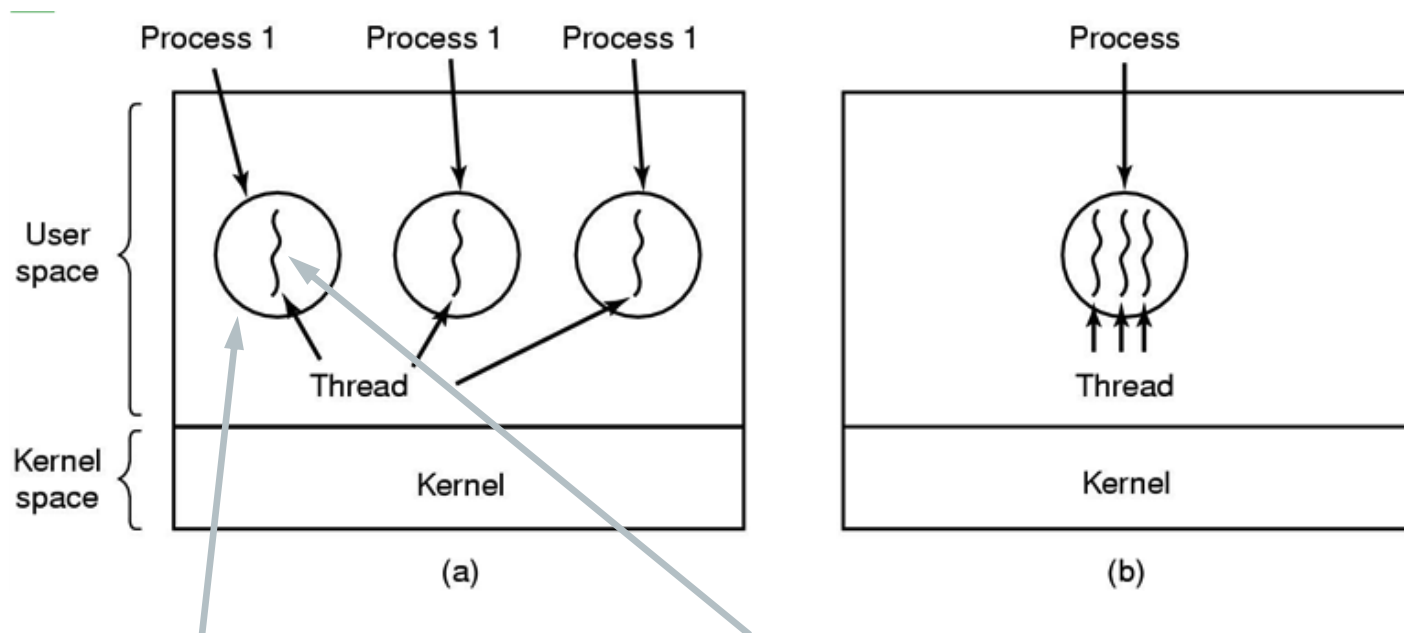 Process 1 Process 1 Process 1 Process
User
space
Thread Thread
Kernel
space
Kernel Kernel
(a) (b)